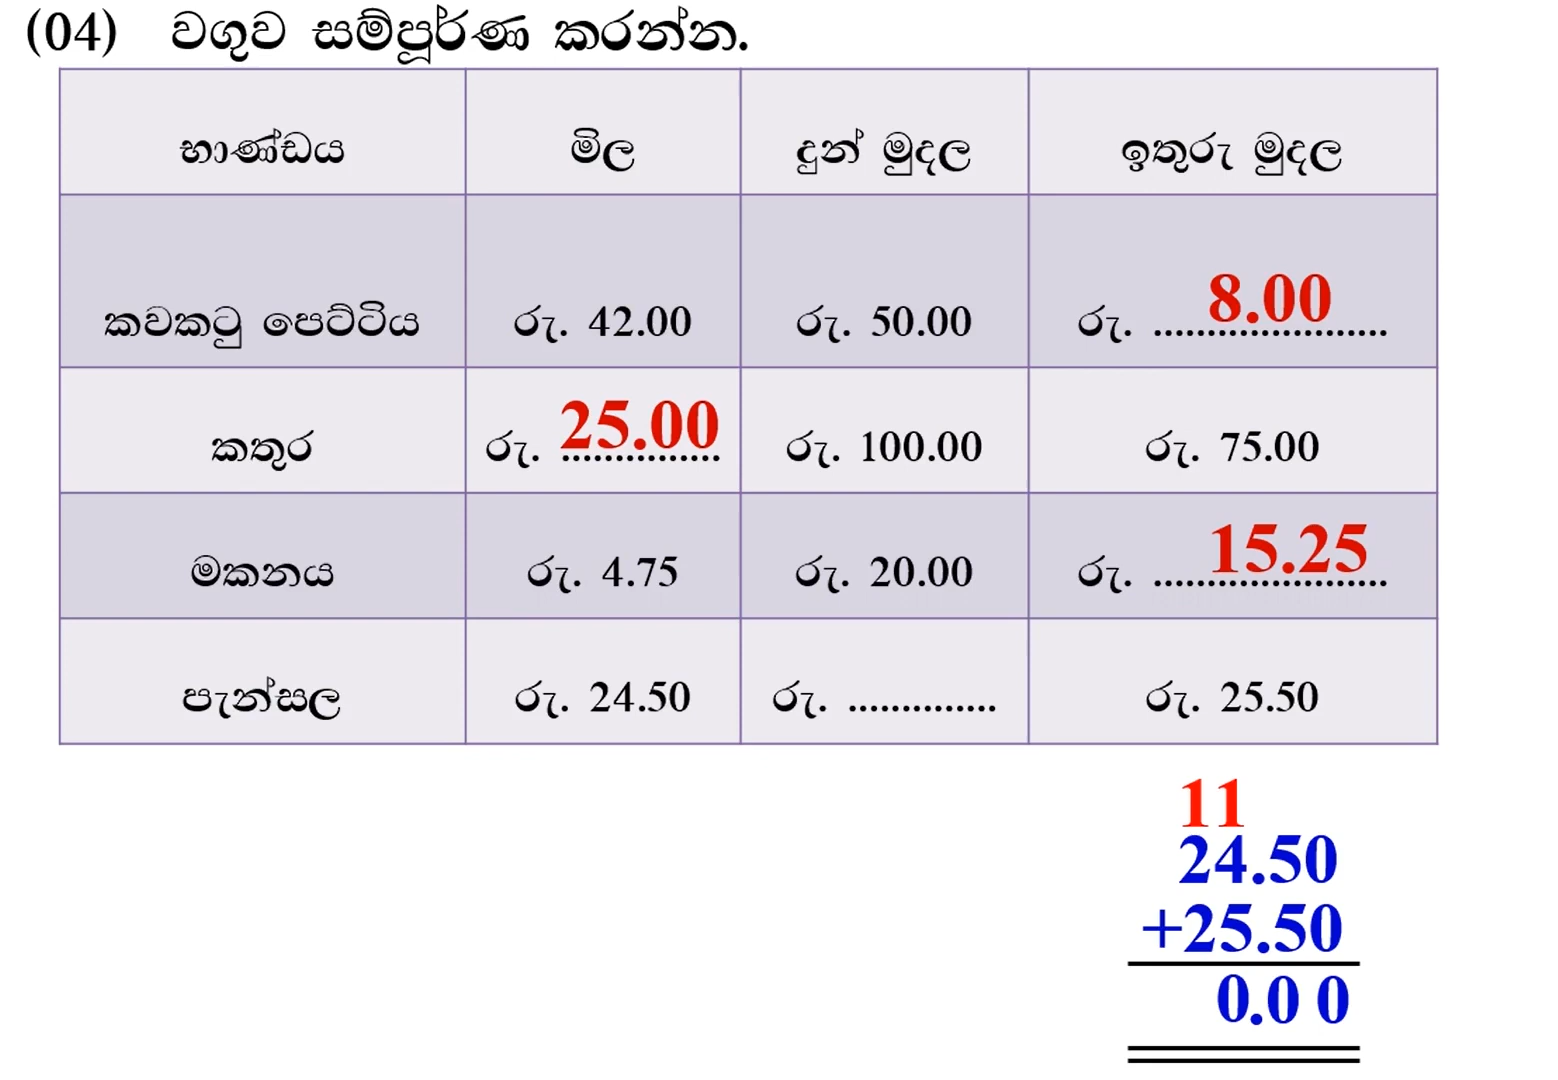 (04) වගුව සම්පූර්ණ කරන්න.
භාණ්ඩය මිල දුන් මුදල ඉතුරු මුදල
කවකටු පෙට්ටිය රු. 42.00 රු. 50.00 රු. ...................... 8.00
කතුර රු. ............... 25.00 රු. 100.00 රු. 75.00
මකනය රු. 4.75 රු. 20.00 රු. ...................... 15.25
පැන්සල රු. 24.50 රු. .............. රු. 25.50
11
24.50
+25.50
0.0 0